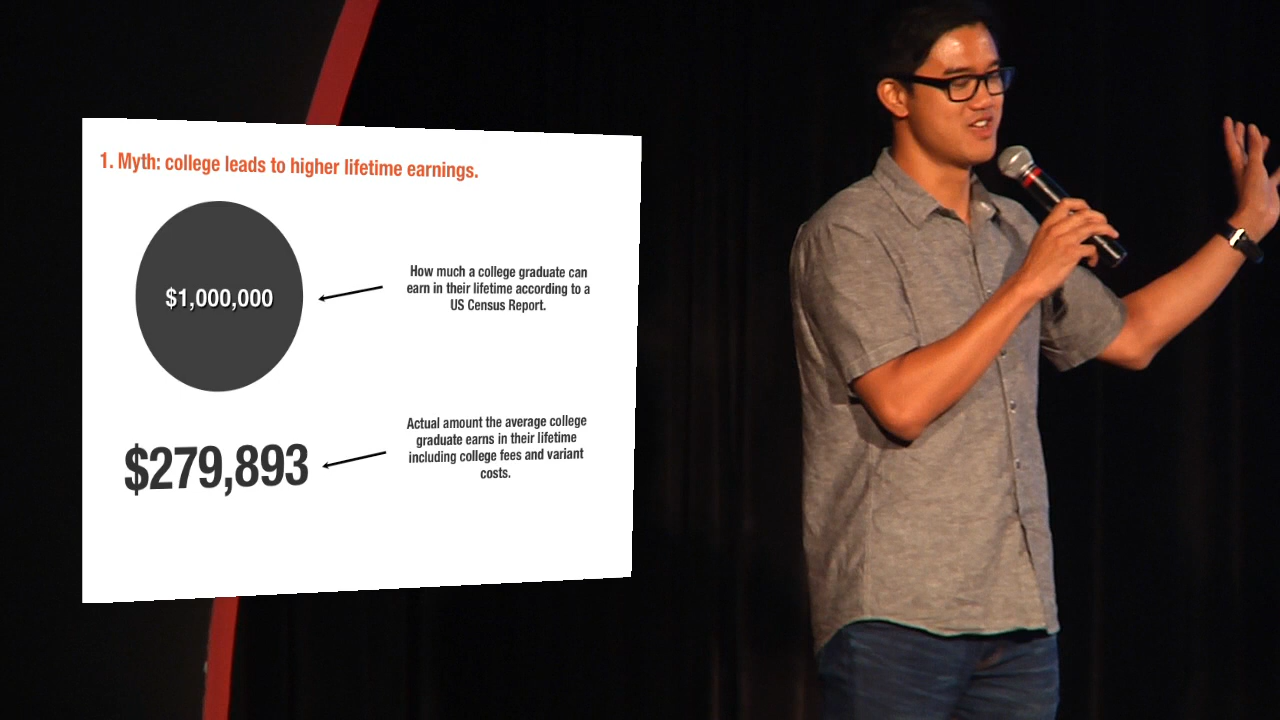 1. Myth: college leads to higher lifetime earnings.
$1,000,000
How much a college graduate can
earn in their lifetime according to a
US Census Report.
$279,893
Actual amount the average college
graduate earns in their lifetime
including college fees and variant
costs.